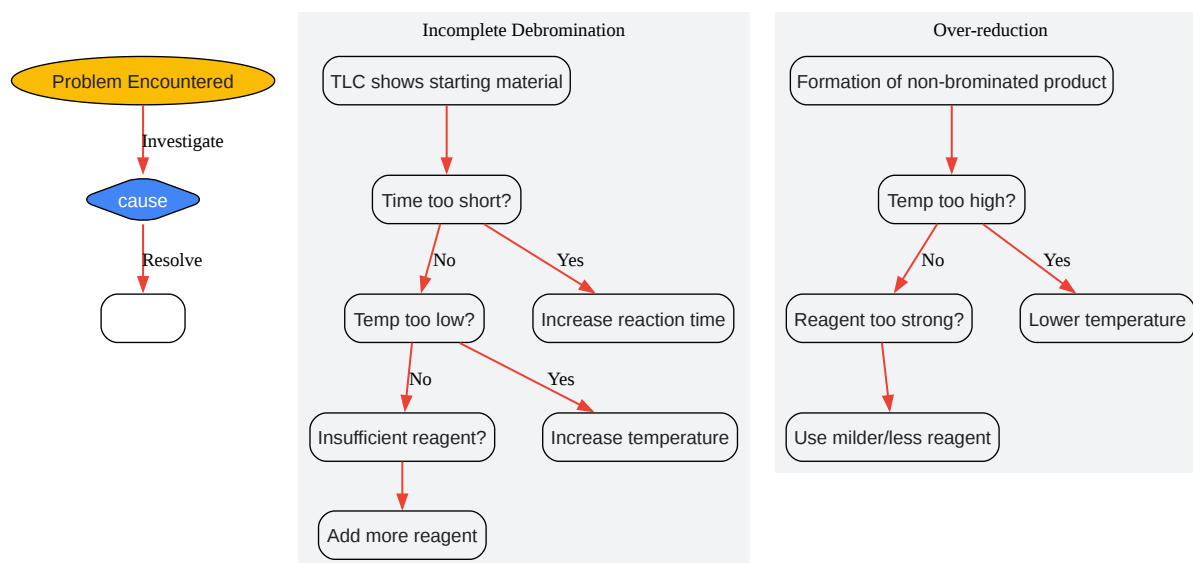 Problem Encountered
Investigate
cause
Resolve
Incomplete Debromination
TLC shows starting material
Time too short?
No
Yes
Temp too low?
Increase reaction time
No
Yes
Insufficient reagent?
Increase temperature
Add more reagent
Over-reduction
Formation of non-brominated product
Temp too high?
No
Yes
Reagent too strong?
Lower temperature
Use milder/less reagent